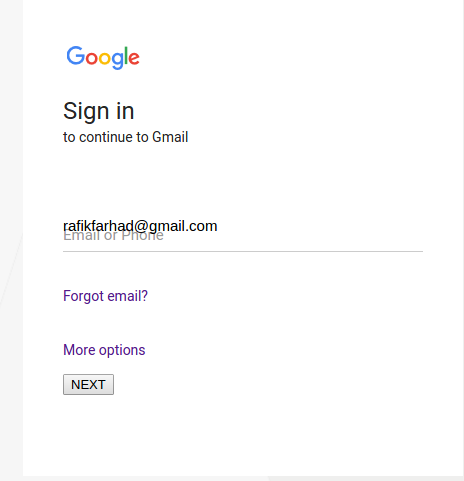 Google
Sign in
to continue to Gmail
rafikfarhad@gmail.com
Email or Phone
Forgot email?
More options
NEXT